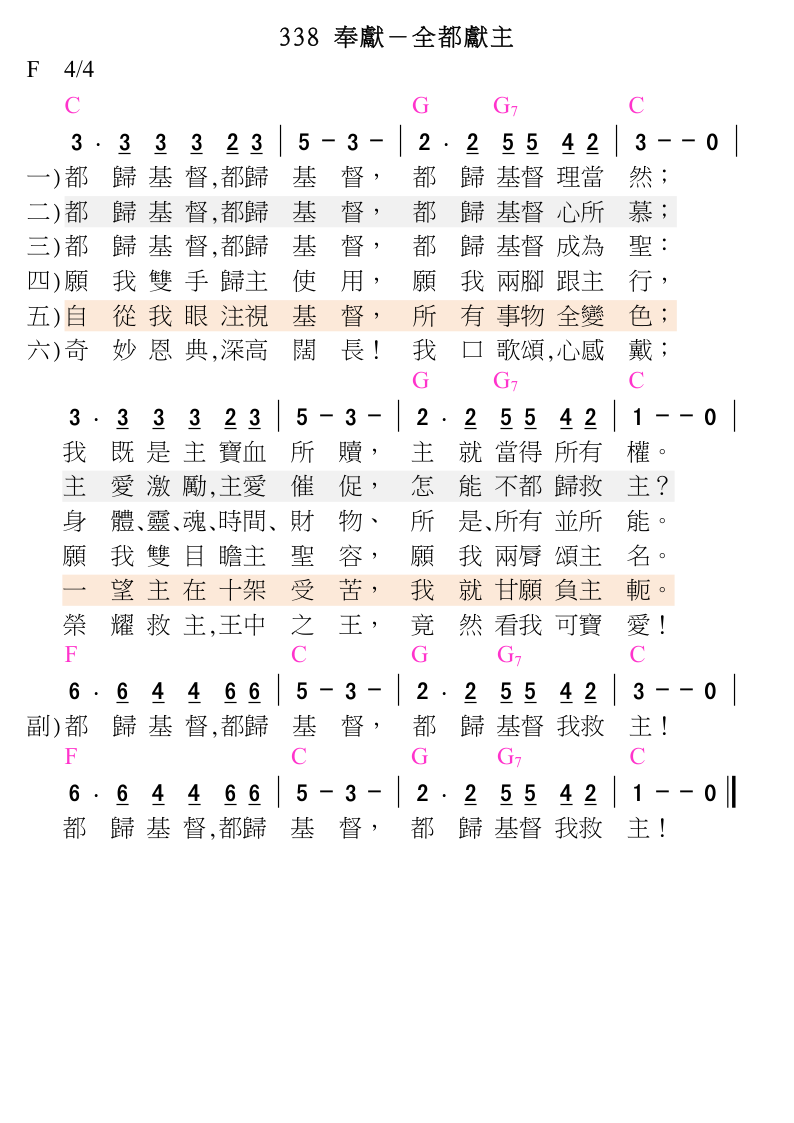 338 奉獻－全都獻主
F 4/4
C G G7 C
3 · 3 3 3 2 3 | 5 － 3 － | 2 · 2 5 5 4 2 | 3 － － 0 |
一)都 歸 基 督,都歸 基 督， 都 歸 基督 理當 然；
二)都 歸 基 督,都歸 基 督， 都 歸 基督 心所 慕；
三)都 歸 基 督,都歸 基 督， 都 歸 基督 成為 聖：
四)願 我 雙 手 歸主 使 用， 願 我 兩腳 跟主 行，
五)自 從 我 眼 注視 基 督， 所 有 事物 全變 色；
六)奇 妙 恩 典,深高 闊 長！ 我 口 歌頌,心感 戴；
G G7 C
3 · 3 3 3 2 3 | 5 － 3 － | 2 · 2 5 5 4 2 | 1 － － 0 |
我 既 是 主 寶血 所 贖， 主 就 當得 所有 權。
主 愛 激 勵,主愛 催 促， 怎 能 不都 歸救 主？
身 體、靈、魂、時間、 財 物、 所 是、所有 並所 能。
願 我 雙 目 瞻主 聖 容， 願 我 兩脣 頌主 名。
一 望 主 在 十架 受 苦， 我 就 甘願 負主 軛。
榮 耀 救 主,王中 之 王， 竟 然 看我 可寶 愛！
F C G G7 C
6 · 6 4 4 6 6 | 5 － 3 － | 2 · 2 5 5 4 2 | 3 － － 0 |
副)都 歸 基 督,都歸 基 督， 都 歸 基督 我救 主！
F C G G7 C
6 · 6 4 4 6 6 | 5 － 3 － | 2 · 2 5 5 4 2 | 1 － － 0 ‖
都 歸 基 督,都歸 基 督， 都 歸 基督 我救 主！